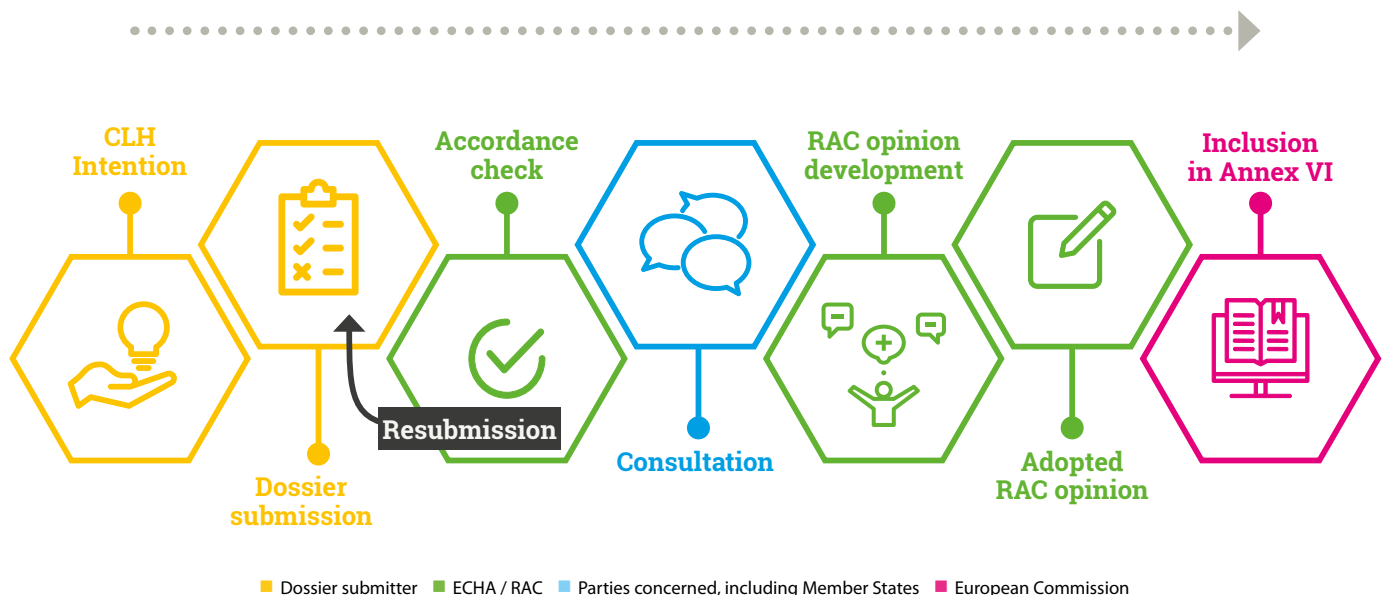 CLH
Intention
Dossier
submission
Accordance
check
Resubmission
Consultation
RAC opinion
development
Adopted
RAC opinion
Inclusion
in Annex VI
Dossier submitter ECHA / RAC Parties concerned, including Member States European Commission